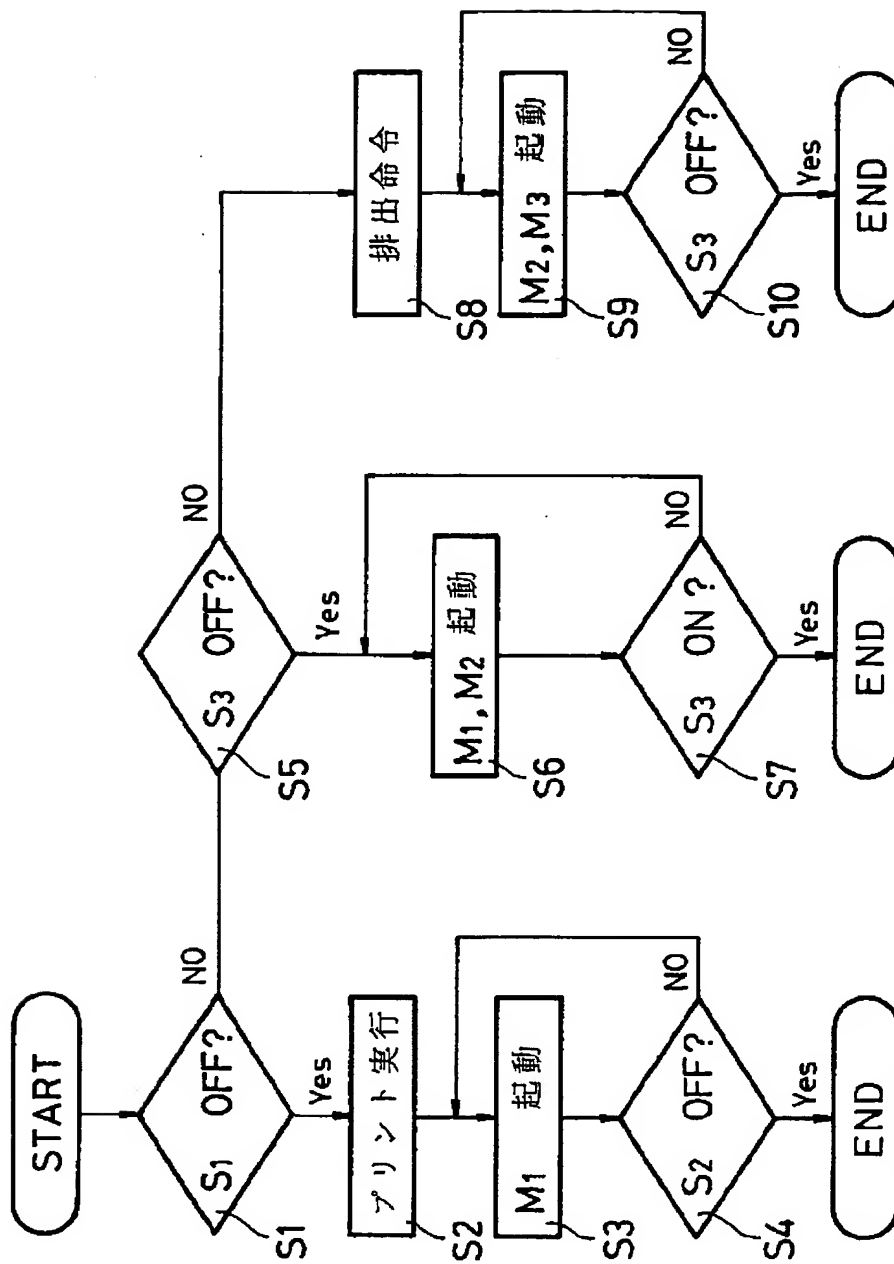 START
S1 OFF?
S1
NO
Yes
プリント実行
S2
M1 起動
S3
S2 OFF?
S4
NO
Yes
END
S3 OFF?
S5
NO
Yes
M1,M2 起動
S6
S3 ON?
S7
NO
Yes
END
排出命令
S8
M2,M3 起動
S9
S3 OFF?
S10
NO
Yes
END